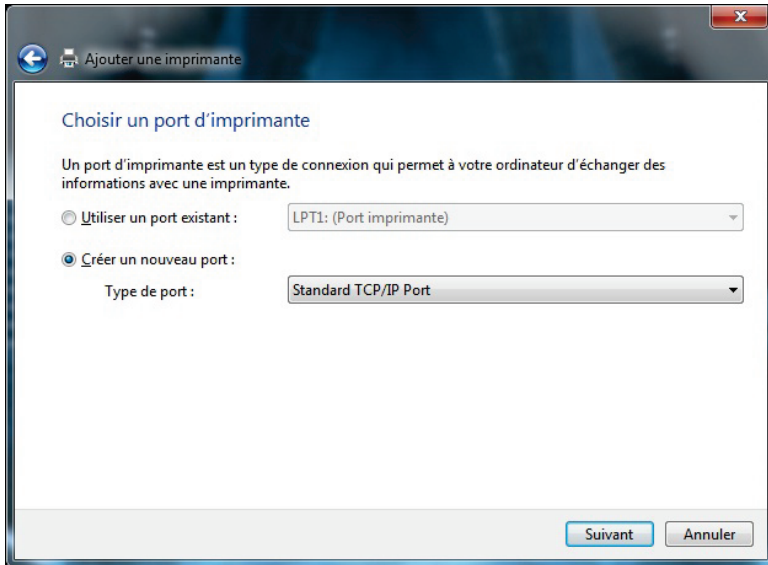 Ajouter une imprimante
Choisir un port d'imprimante
Un port d'imprimante est un type de connexion qui permet à votre ordinateur d'échanger des
informations avec une imprimante.
Utiliser un port existant : LPT1: (Port imprimante)
Créer un nouveau port :
Type de port : Standard TCP/IP Port
Suivant Annuler